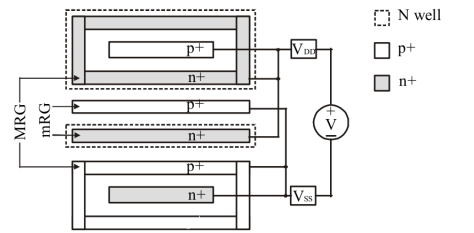 N well
p+
n+
p+
n+
p+
n+
p+
n+
MRG
mRG
VDD
VSS
+
V
−